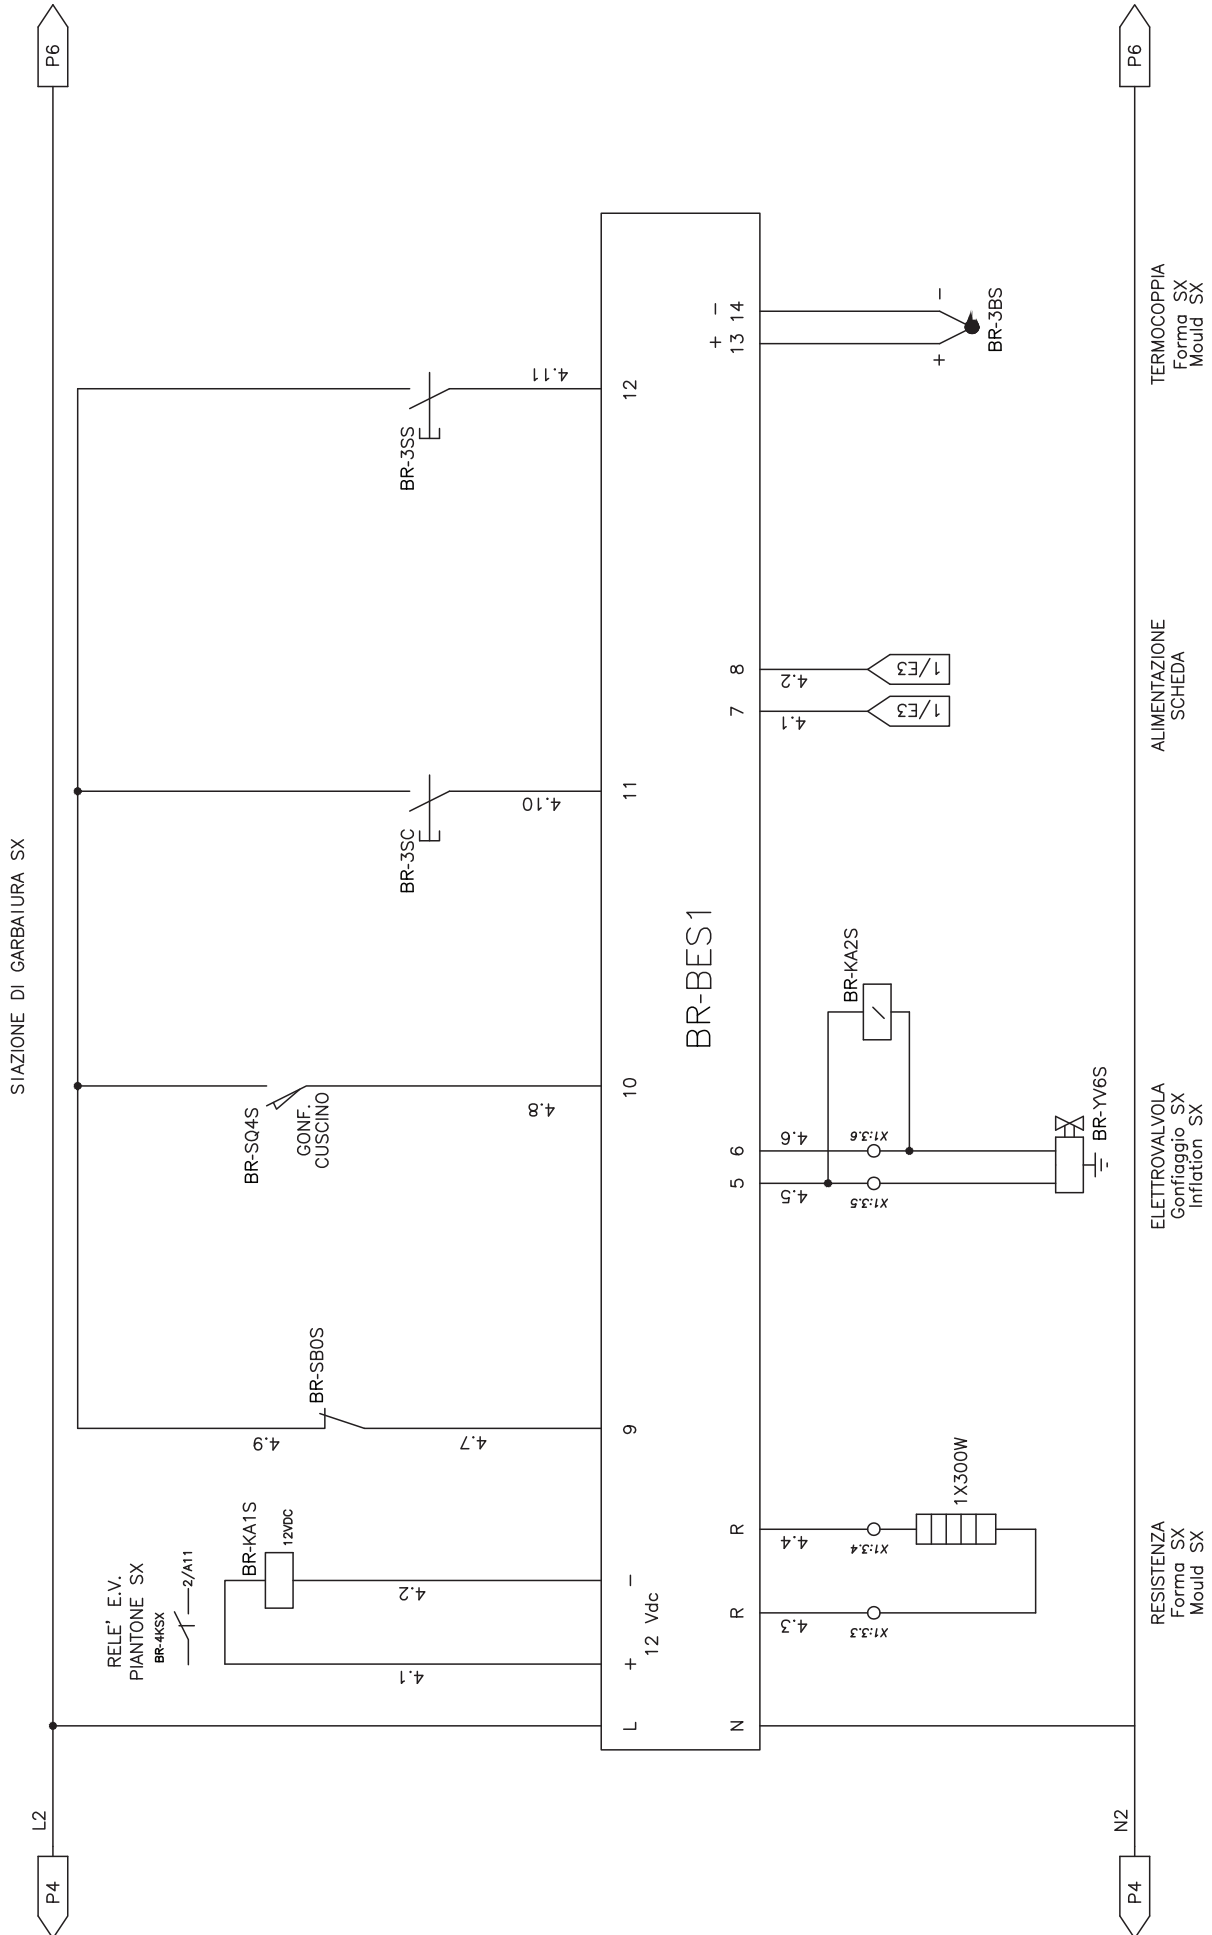 SIAZIONE DI GARBAIURA SX
P4
L2
P6
RELE' E.V.
PIANTONE SX
BR-4KSX
2/A11
BR-KA1S
12VDC
4.1
4.2
4.9
BR-SB0S
4.7
BR-SQ4S
GONF.
CUSCINO
4.8
BR-3SC
4.10
BR-3SS
4.11
L
+
-
12 Vdc
9
10
11
12
BR-BES1
N
R
R
5
6
7
8
+
-
13
14
4.3
4.4
4.5
4.6
4.1
4.2
X1:3.3
X1:3.4
X1:3.5
X1:3.6
1X300W
BR-KA2S
BR-YV6S
1/E3
1/E3
+
-
BR-3BS
P4
N2
P6
RESISTENZA
Forma SX
Mould SX
ELETTROVALVOLA
Gonfiaggio SX
Inflation SX
ALIMENTAZIONE
SCHEDA
TERMOCOPPIA
Forma SX
Mould SX